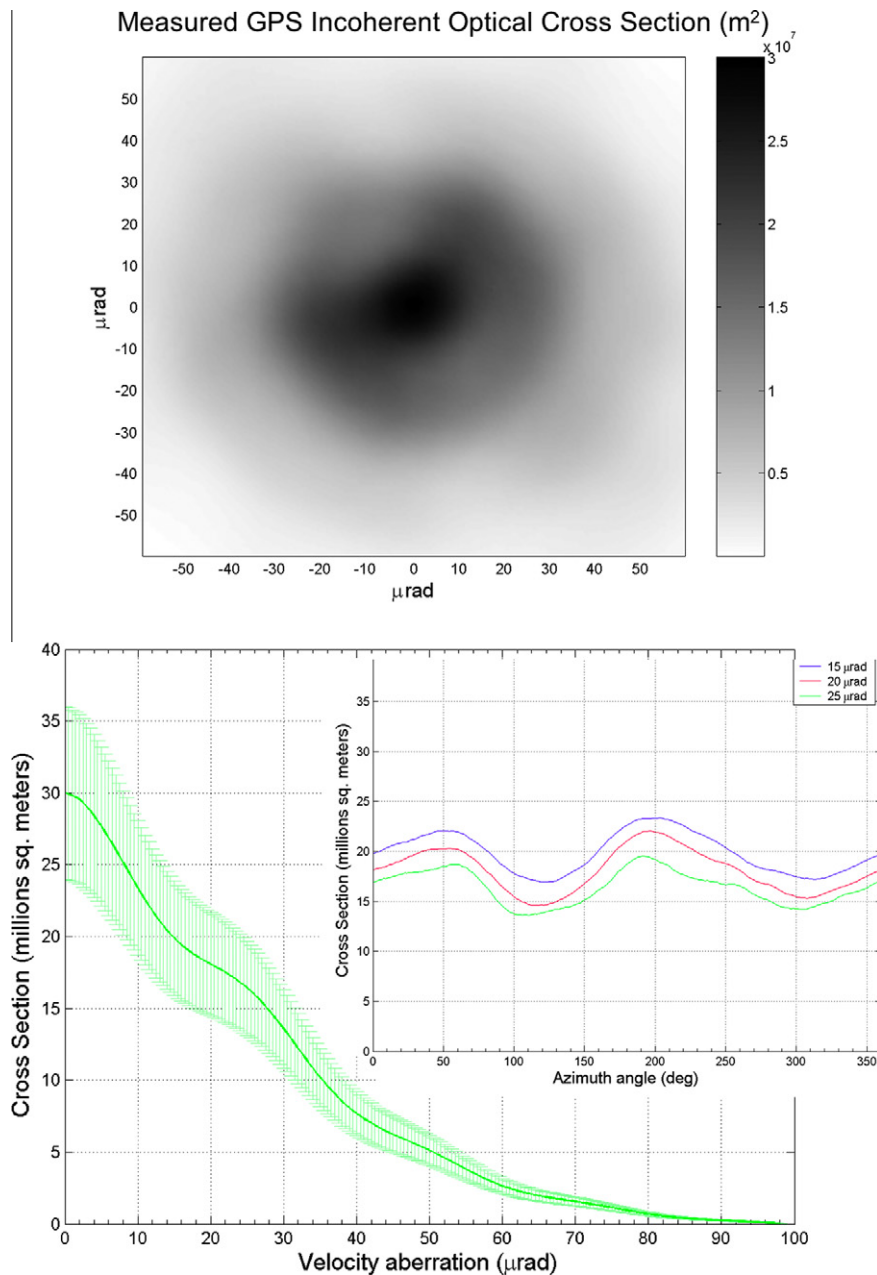 Measured GPS Incoherent Optical Cross Section (m²)
x 10⁷
50
40
30
20
10
0
-10
-20
-30
-40
-50
μrad
-50 -40 -30 -20 -10 0 10 20 30 40 50
μrad
3
2.5
2
1.5
1
0.5
40
35
30
25
20
15
10
5
0
Cross Section (millions sq. meters)
0 10 20 30 40 50 60 70 80 90 100
Velocity aberration (μrad)
15 μrad
20 μrad
25 μrad
35
30
25
20
15
10
5
0
Cross Section (millions sq. meters)
0 50 100 150 200 250 300 350
Azimuth angle (deg)